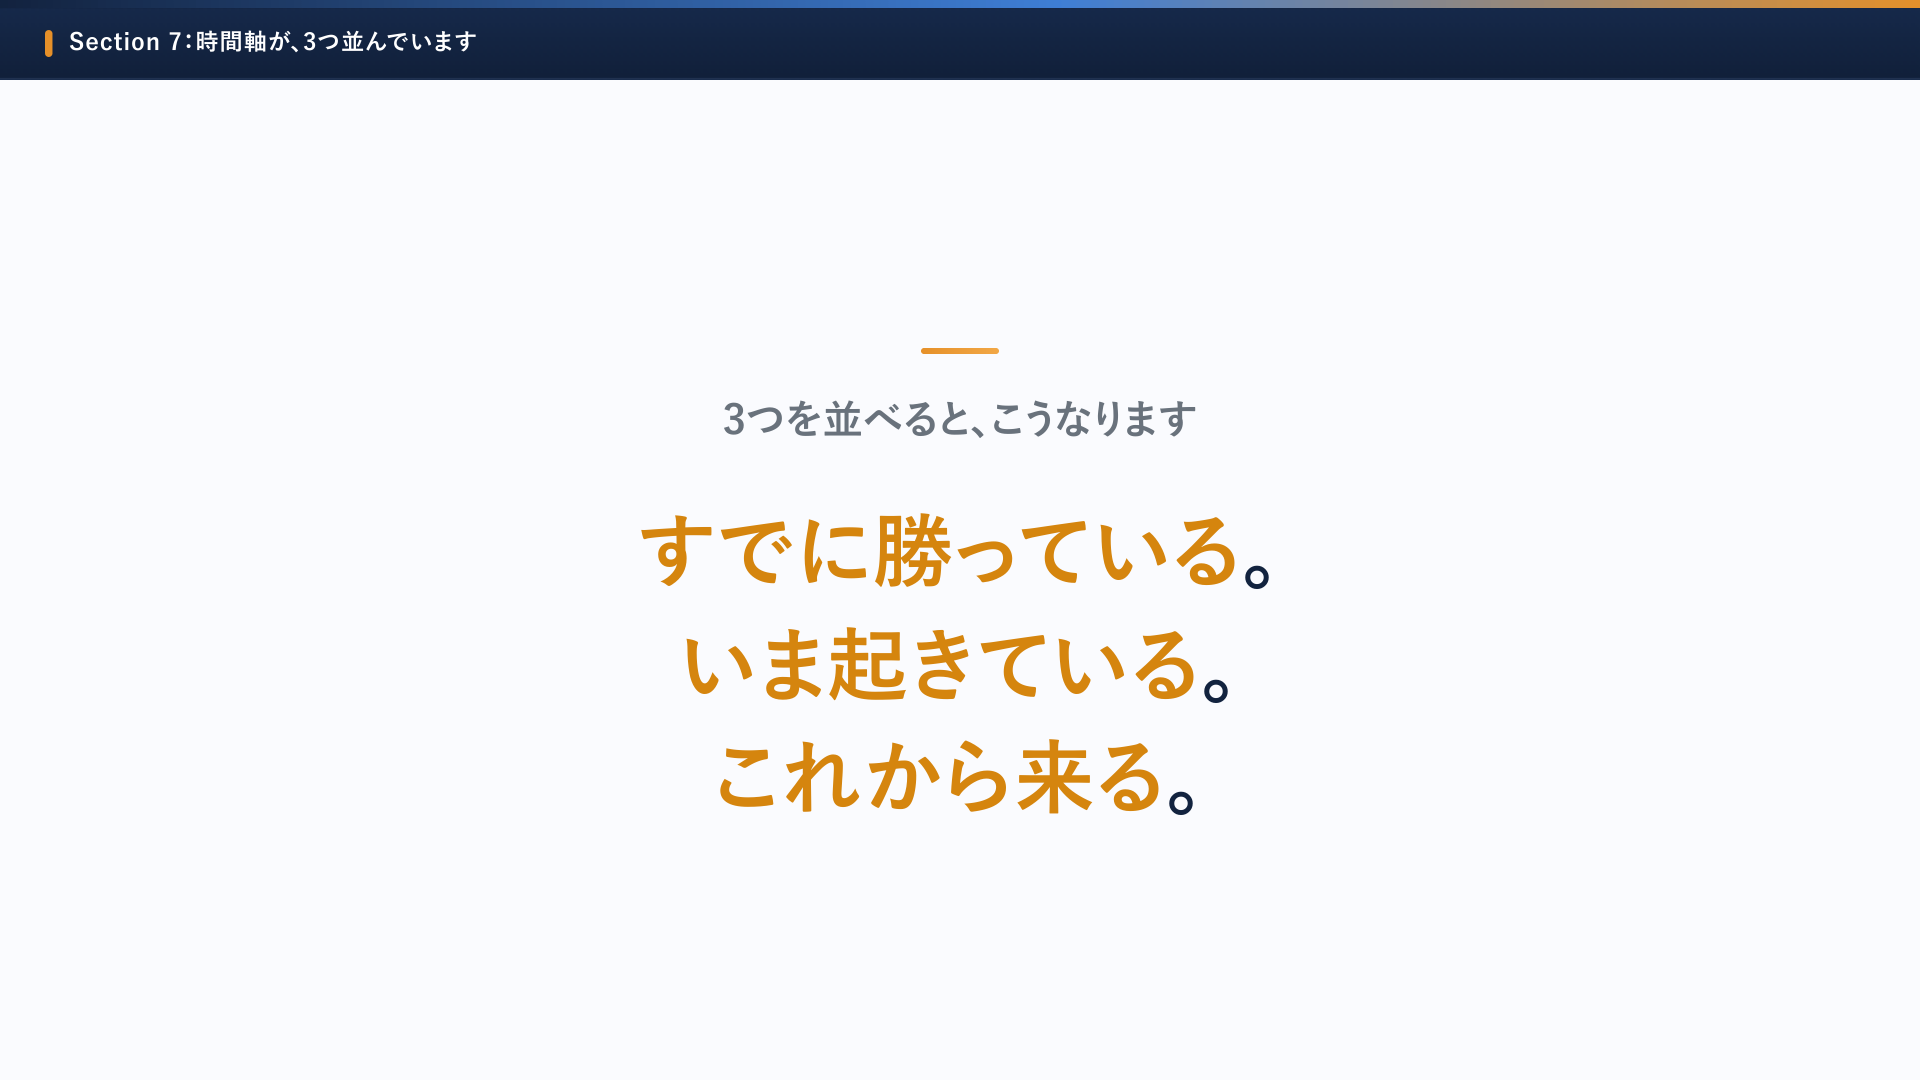 Section 7：時間軸が、3つ並んでいます
3つを並べると、こうなります
すでに勝っている。
いま起きている。
これから来る。